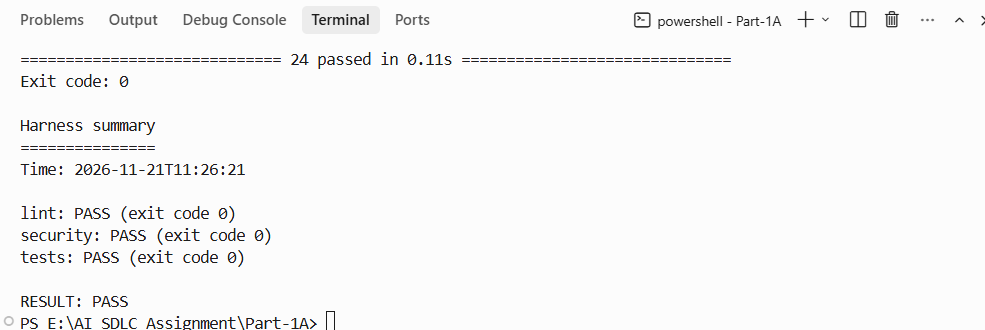 Problems Output Debug Console Terminal Ports powershell - Part-1A
============================= 24 passed in 0.11s ==============================
Exit code: 0
Harness summary
===============
Time: 2026-11-21T11:26:21
lint: PASS (exit code 0)
security: PASS (exit code 0)
tests: PASS (exit code 0)
RESULT: PASS
PS E:\AI SDLC Assignment\Part-1A>